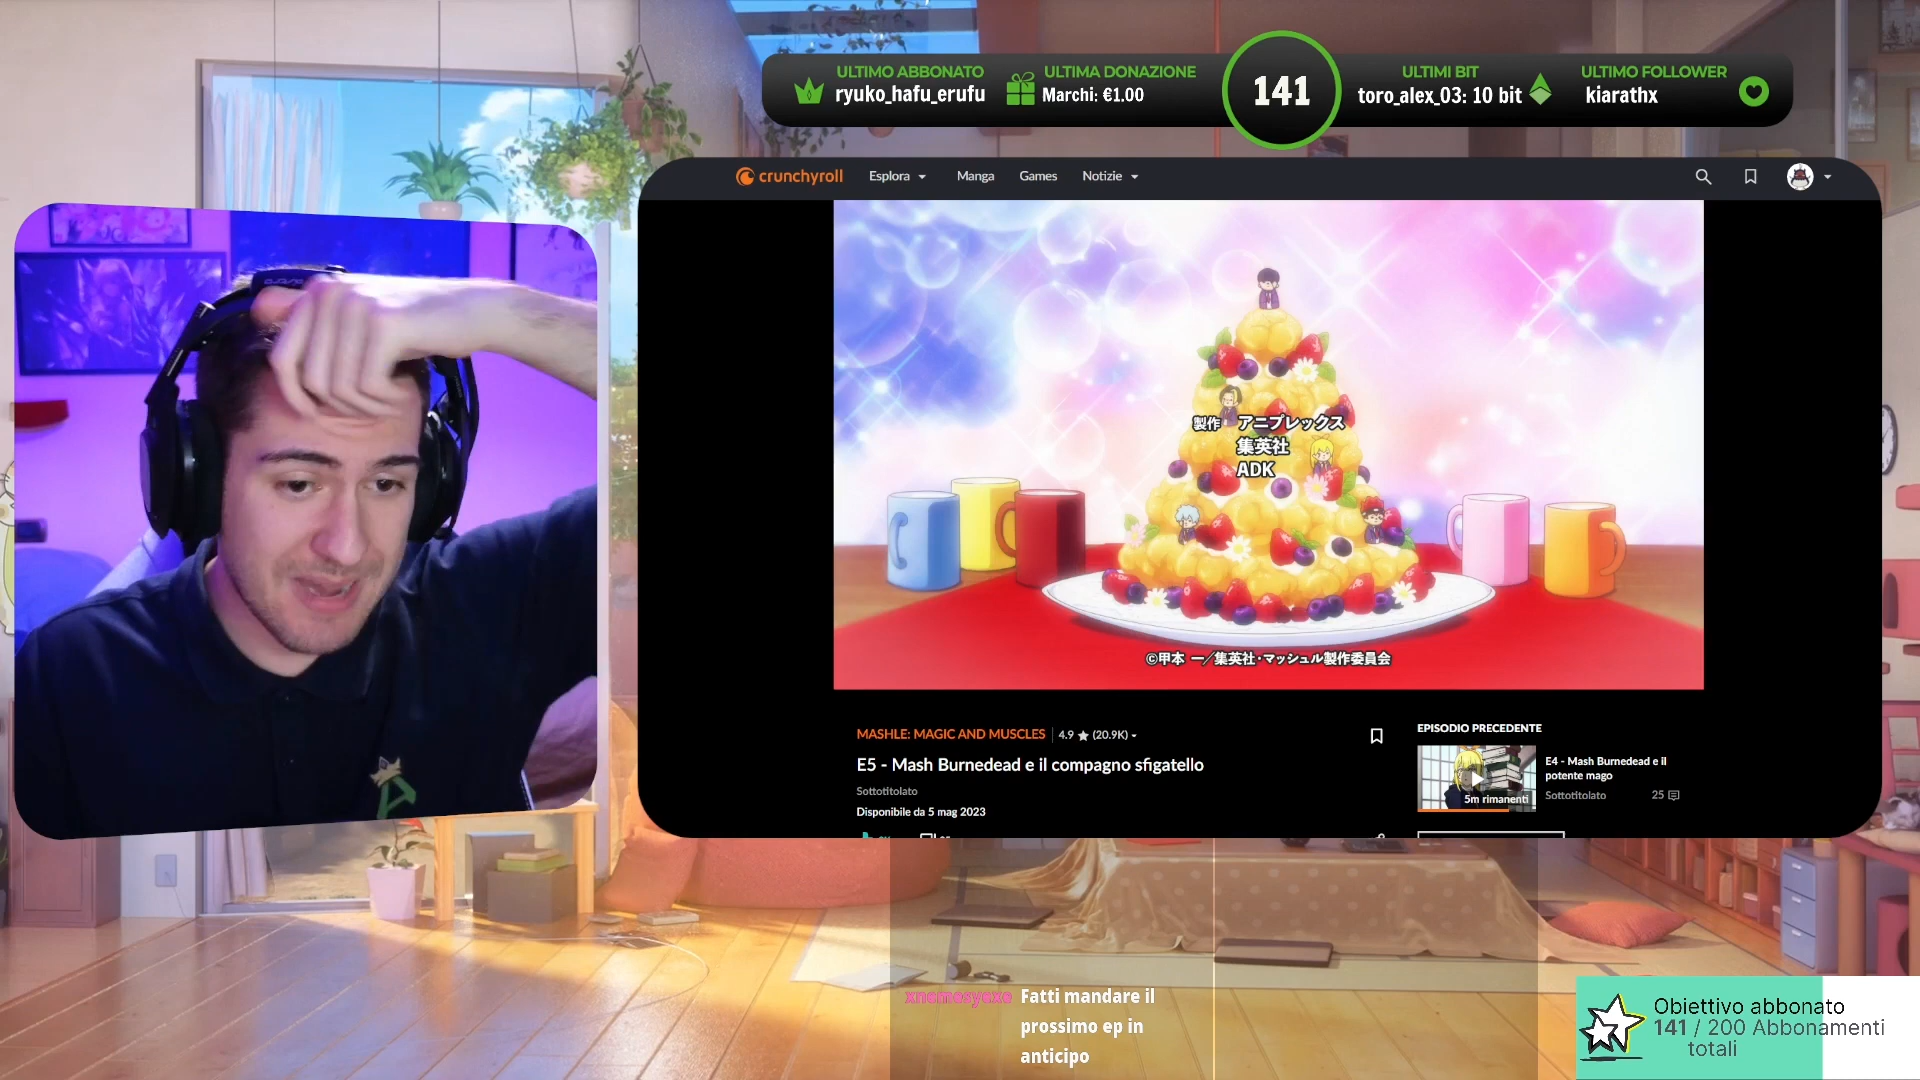 ULTIMO ABBONATO
ryuko_hafu_erufu
ULTIMA DONAZIONE
Marchi: €1.00
141
ULTIMI BIT
toro_alex_03: 10 bit
ULTIMO FOLLOWER
kiarathx
crunchyroll Esplora Manga Games Notizie
製作 アニプレックス
集英社
ADK
©甲本 一／集英社・マッシュル製作委員会
MASHLE: MAGIC AND MUSCLES 4.9 ★ (20.9K)
E5 - Mash Burnedead e il compagno sfigatello
Sottotitolato
Disponibile da 5 mag 2023
EPISODIO PRECEDENTE
5m rimanenti
E4 - Mash Burnedead e il
potente mago
Sottotitolato 25
Fatti mandare il
prossimo ep in
anticipo
Obiettivo abbonato
141 / 200 Abbonamenti
totali